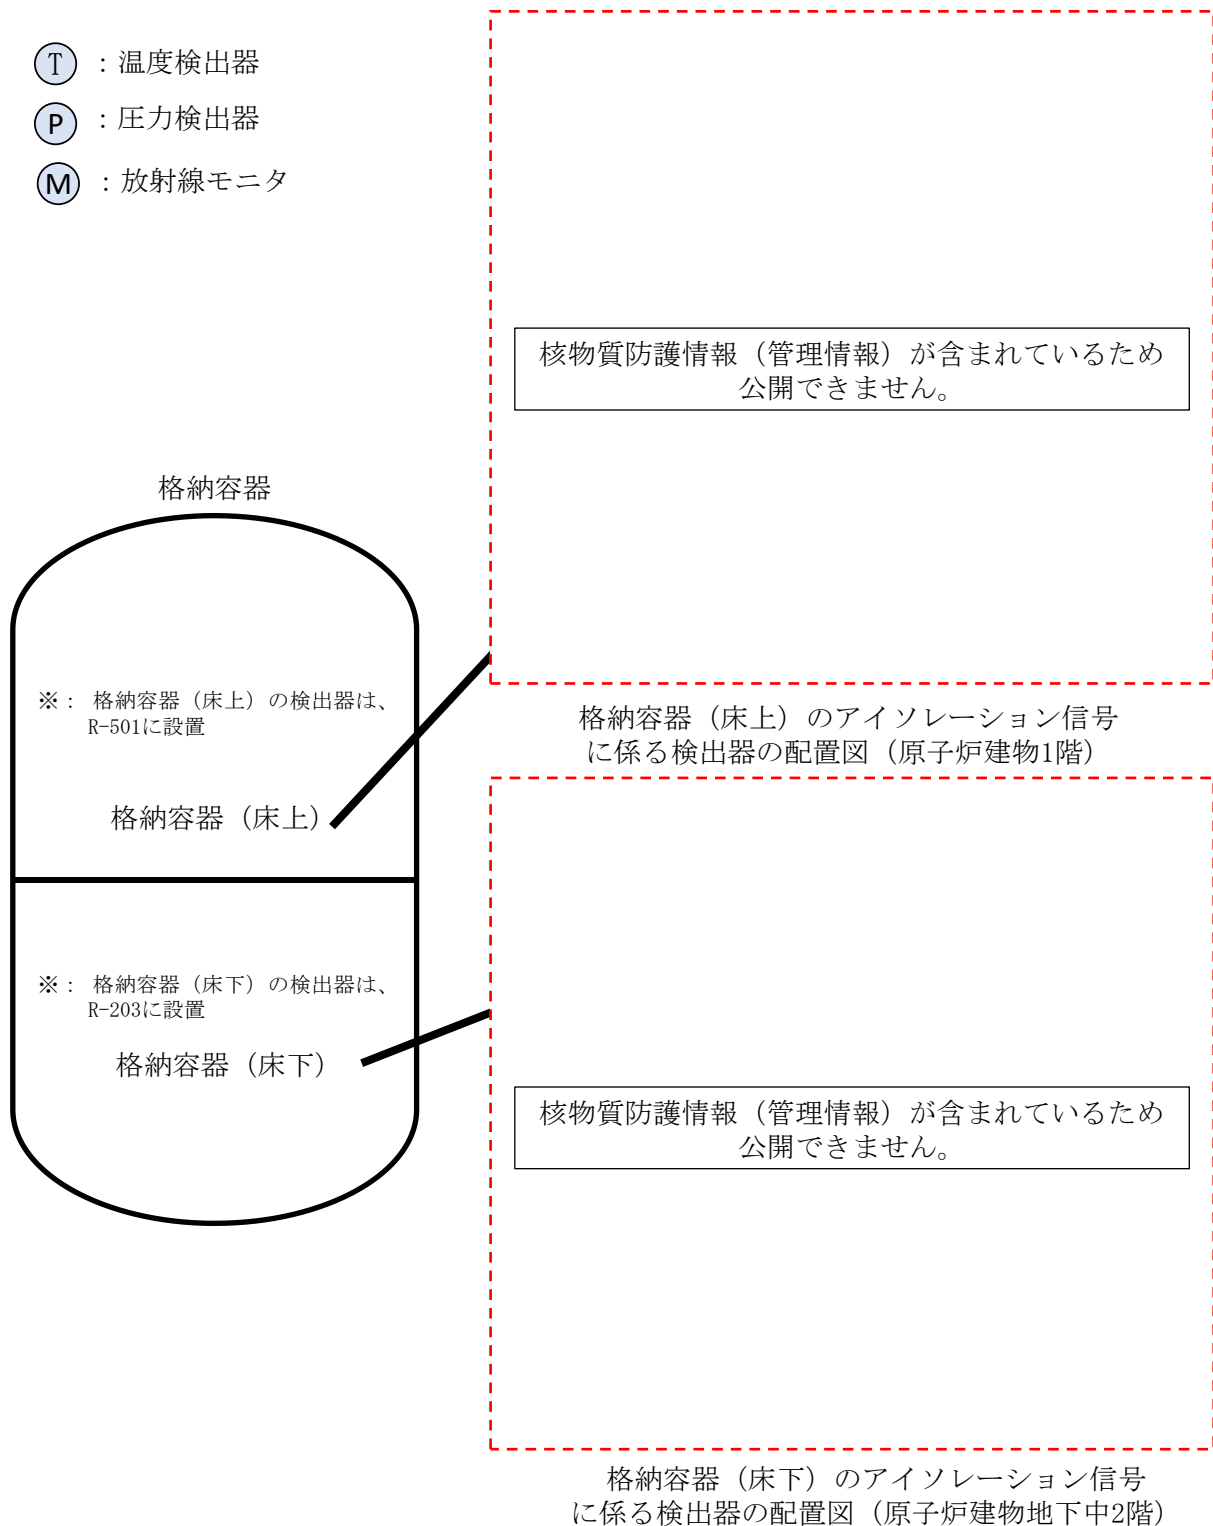 T :温度検出器
P :圧力検出器
M :放射線モニタ
核物質防護情報(管理情報)が含まれているため
公開できません。
格納容器
※: 格納容器(床上)の検出器は、
R-501に設置
格納容器(床上)
格納容器(床上)のアイソレーション信号
に係る検出器の配置図(原子炉建物1階)
※: 格納容器(床下)の検出器は、
R-203に設置
格納容器(床下)
核物質防護情報(管理情報)が含まれているため
公開できません。
格納容器(床下)のアイソレーション信号
に係る検出器の配置図(原子炉建物地下中2階)